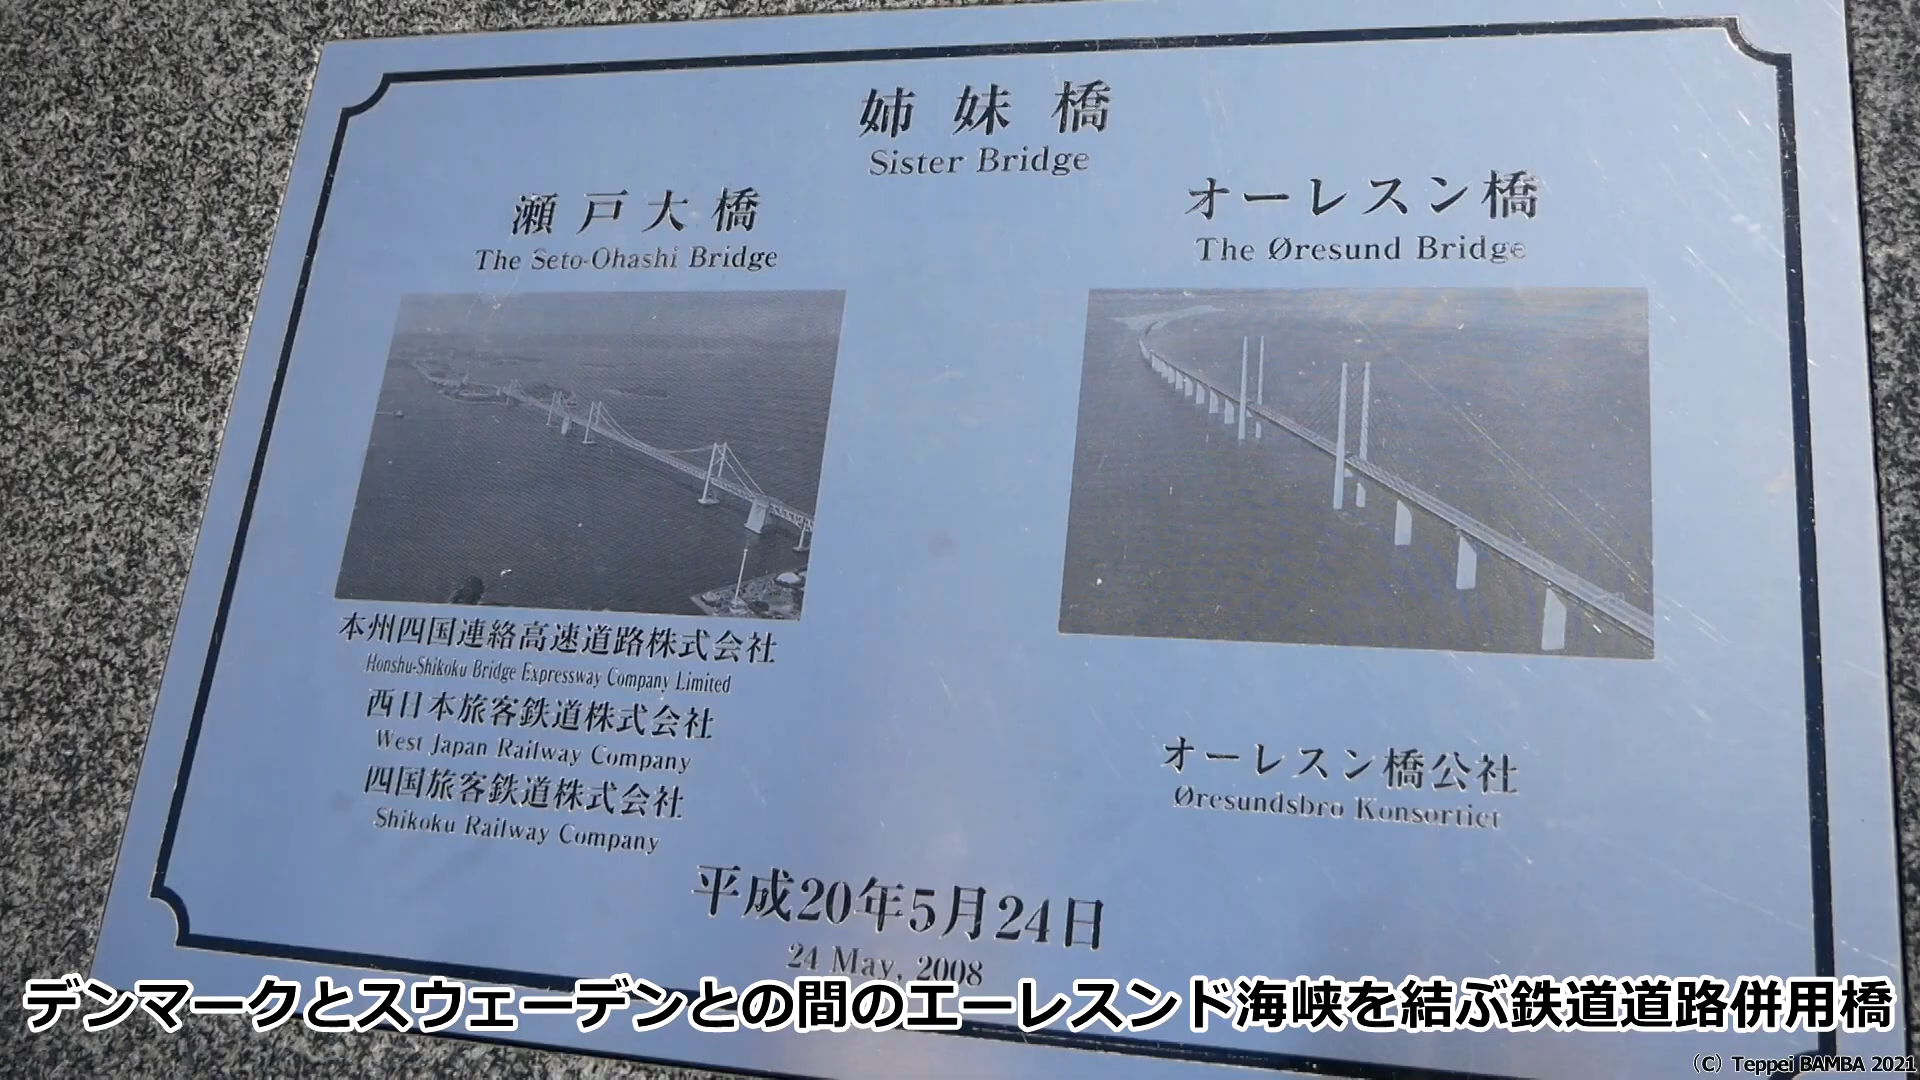 姉妹橋
Sister Bridge
瀬戸大橋
The Seto-Ohashi Bridge
オーレスン橋
The Øresund Bridge
本州四国連絡高速道路株式会社
Honshu-Shikoku Bridge Expressway Company Limited
西日本旅客鉄道株式会社
West Japan Railway Company
四国旅客鉄道株式会社
Shikoku Railway Company
オーレスン橋公社
Øresundsbro Konsortiet
平成20年5月24日
24 May, 2008
デンマークとスウェーデンとの間のエーレスンド海峡を結ぶ鉄道道路併用橋
（C）Teppei BAMBA 2021